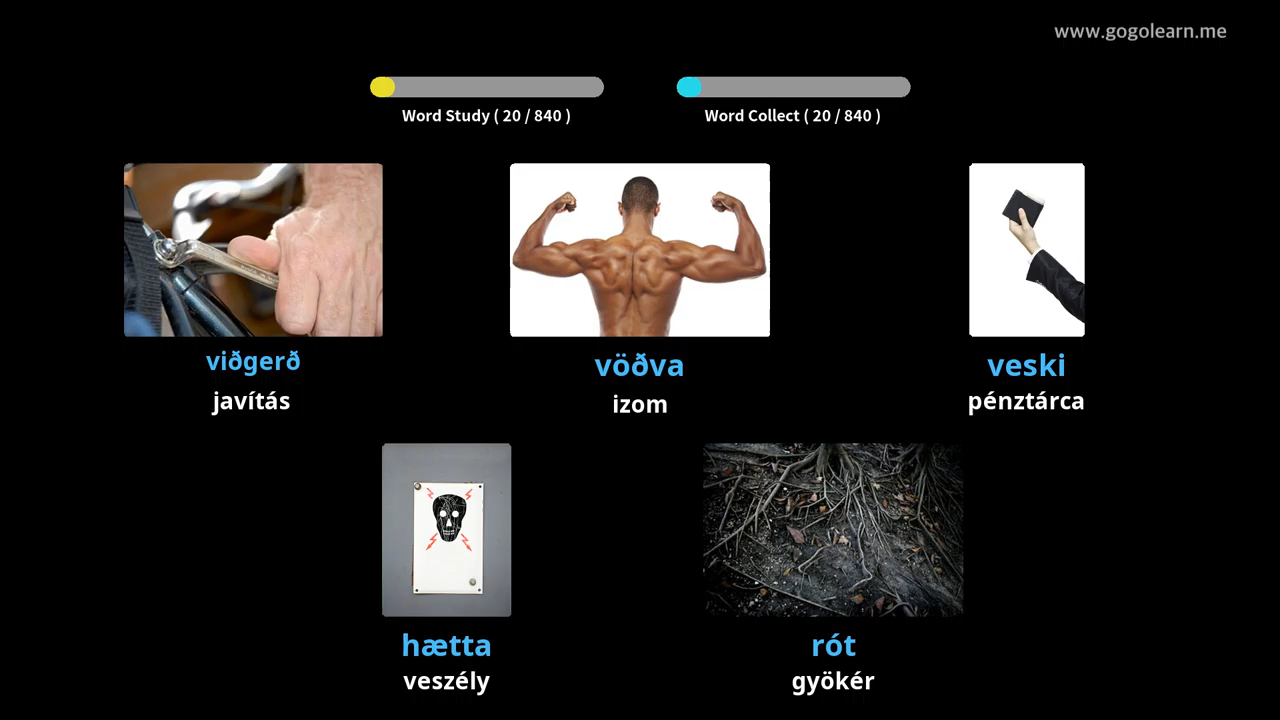 www.gogolearn.me
Word Study ( 20 / 840 )
Word Collect ( 20 / 840 )
viðgerð
javítás
vöðva
izom
veski
pénztárca
hætta
veszély
rót
gyökér